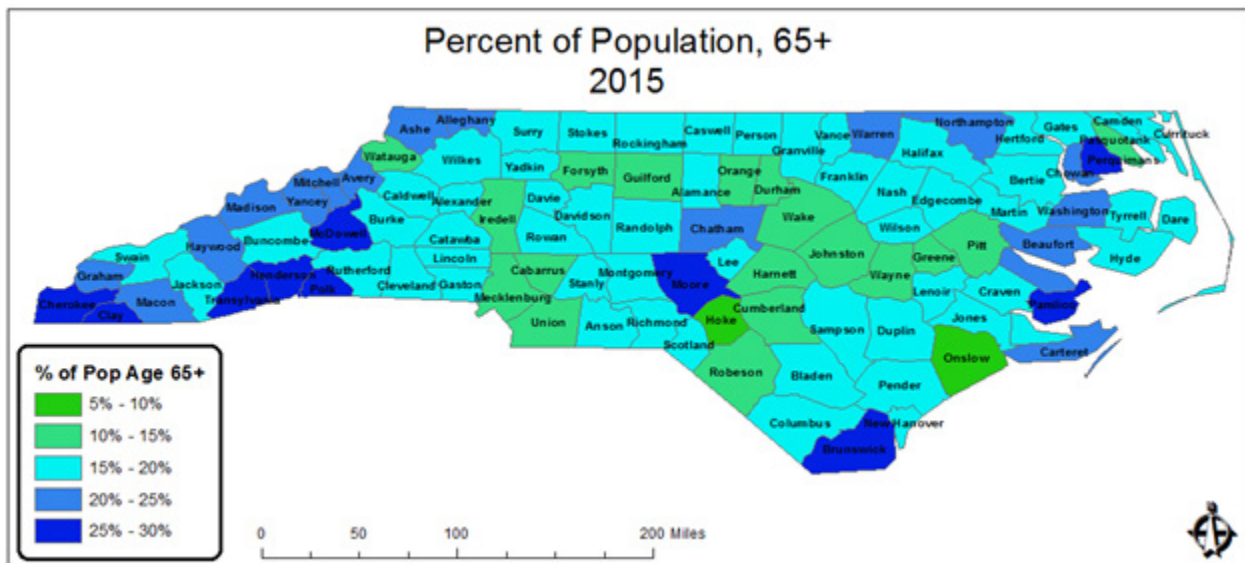 Percent of Population, 65+
2015
Alleghany
Ashe
Surry
Stokes
Rockingham
Caswell
Person
Granville
Vance
Warren
Northampton
Hertford
Gates
Camden
Currituck
Pasquotank
Perquimans
Chowan
Watauga
Wilkes
Yadkin
Forsyth
Guilford
Alamance
Orange
Durham
Franklin
Halifax
Bertie
Mitchell
Avery
Caldwell
Alexander
Davie
Iredell
Davidson
Randolph
Chatham
Wake
Nash
Edgecombe
Martin
Washington
Tyrrell
Dare
Madison
Yancey
McDowell
Burke
Catawba
Rowan
Wilson
Pitt
Beaufort
Hyde
Swain
Haywood
Buncombe
Lincoln
Lee
Johnston
Greene
Graham
Jackson
Henderson
Rutherford
Cleveland
Gaston
Cabarrus
Montgomery
Stanly
Moore
Harnett
Wayne
Lenoir
Craven
Cherokee
Clay
Macon
Transylvania
Polk
Mecklenburg
Union
Anson
Richmond
Scotland
Hoke
Cumberland
Sampson
Duplin
Jones
Pamlico
Carteret
Onslow
Robeson
Bladen
Pender
Columbus
New Hanover
Brunswick
% of Pop Age 65+
5% - 10%
10% - 15%
15% - 20%
20% - 25%
25% - 30%
0 50 100 200 Miles